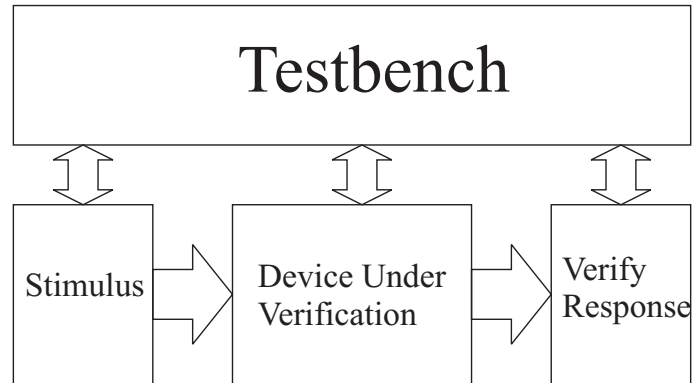 Testbench
Stimulus
Device Under
Verification
Verify
Response